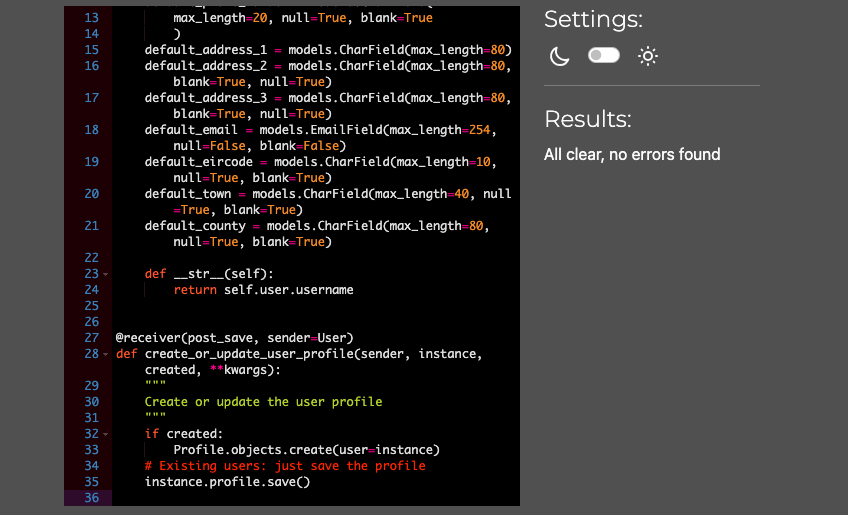 13 max_length=20, null=True, blank=True
14 )
15 default_address_1 = models.CharField(max_length=80)
16 default_address_2 = models.CharField(max_length=80,
blank=True, null=True)
17 default_address_3 = models.CharField(max_length=80,
blank=True, null=True)
18 default_email = models.EmailField(max_length=254,
null=False, blank=False)
19 default_eircode = models.CharField(max_length=10,
null=True, blank=True)
20 default_town = models.CharField(max_length=40, null
=True, blank=True)
21 default_county = models.CharField(max_length=80,
null=True, blank=True)
22
23 def __str__(self):
24 return self.user.username
25
26
27 @receiver(post_save, sender=User)
28 def create_or_update_user_profile(sender, instance,
created, **kwargs):
29 """
30 Create or update the user profile
31 """
32 if created:
33 Profile.objects.create(user=instance)
34 # Existing users: just save the profile
35 instance.profile.save()
36
Settings:
Results:
All clear, no errors found